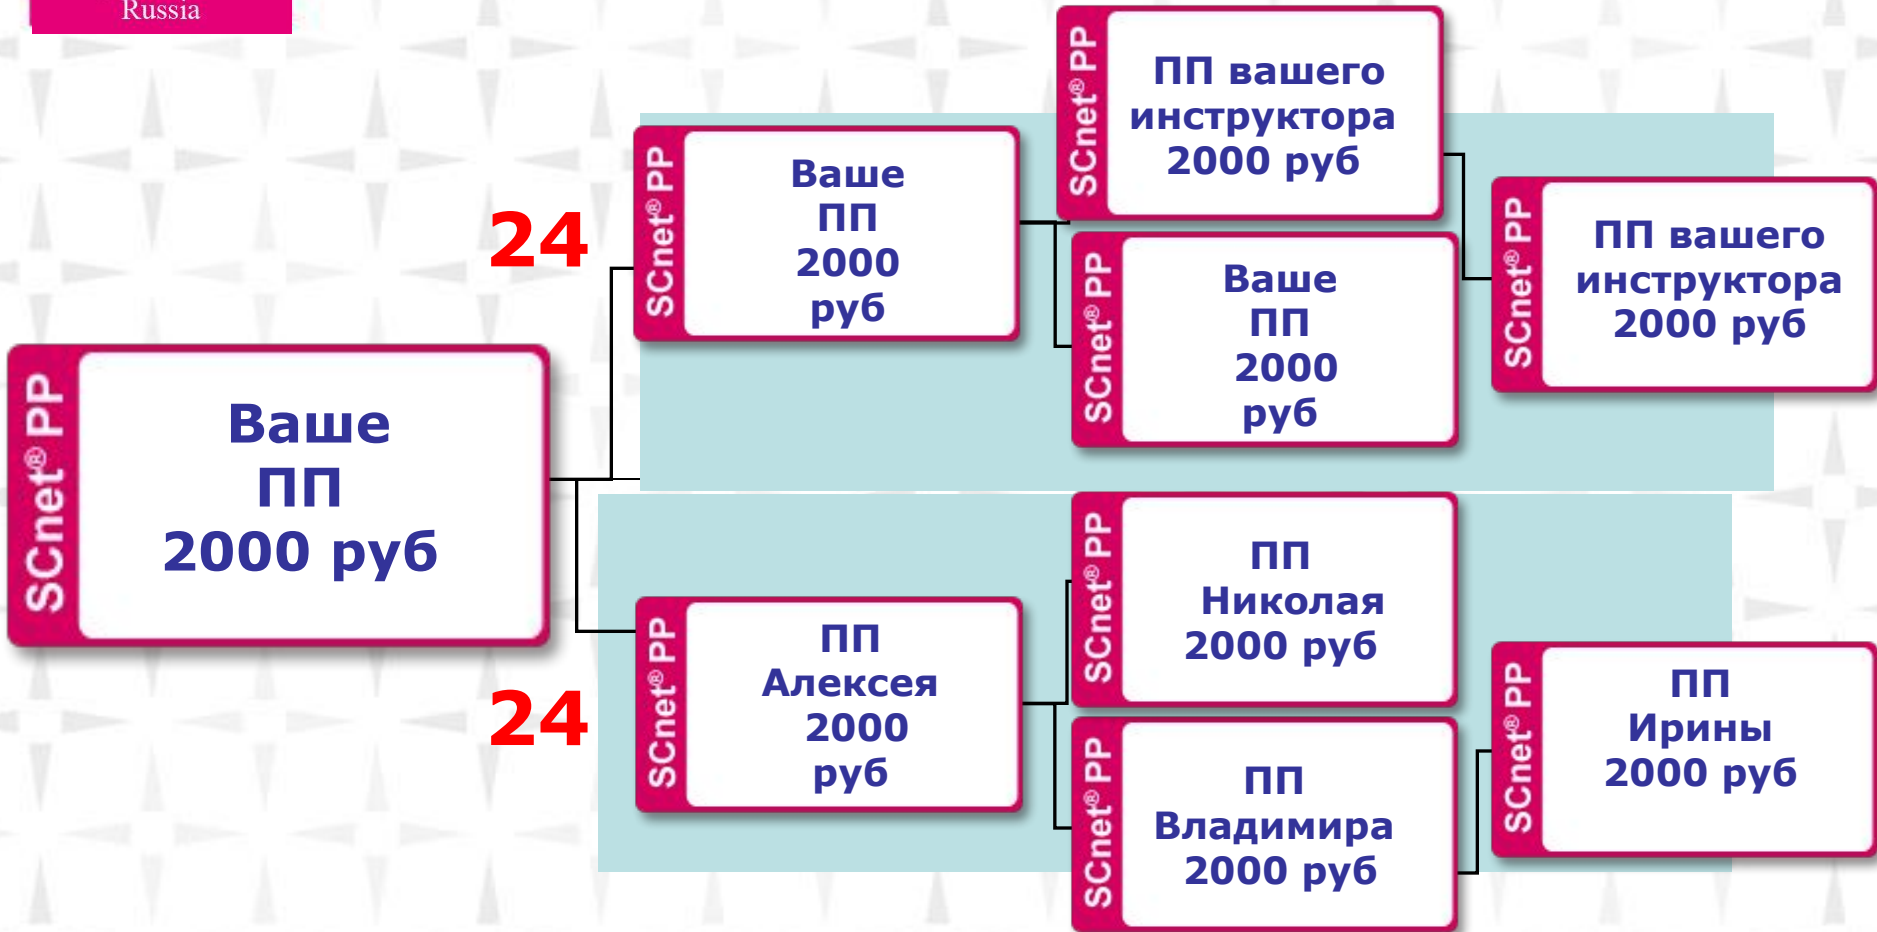 Russia
SCnet® PP
Ваше
ПП
2000 руб
24
SCnet® PP
Ваше
ПП
2000
руб
SCnet® PP
ПП вашего
инструктора
2000 руб
SCnet® PP
Ваше
ПП
2000
руб
SCnet® PP
ПП вашего
инструктора
2000 руб
24
SCnet® PP
ПП
Алексея
2000
руб
SCnet® PP
ПП
Николая
2000 руб
SCnet® PP
ПП
Владимира
2000 руб
SCnet® PP
ПП
Ирины
2000 руб